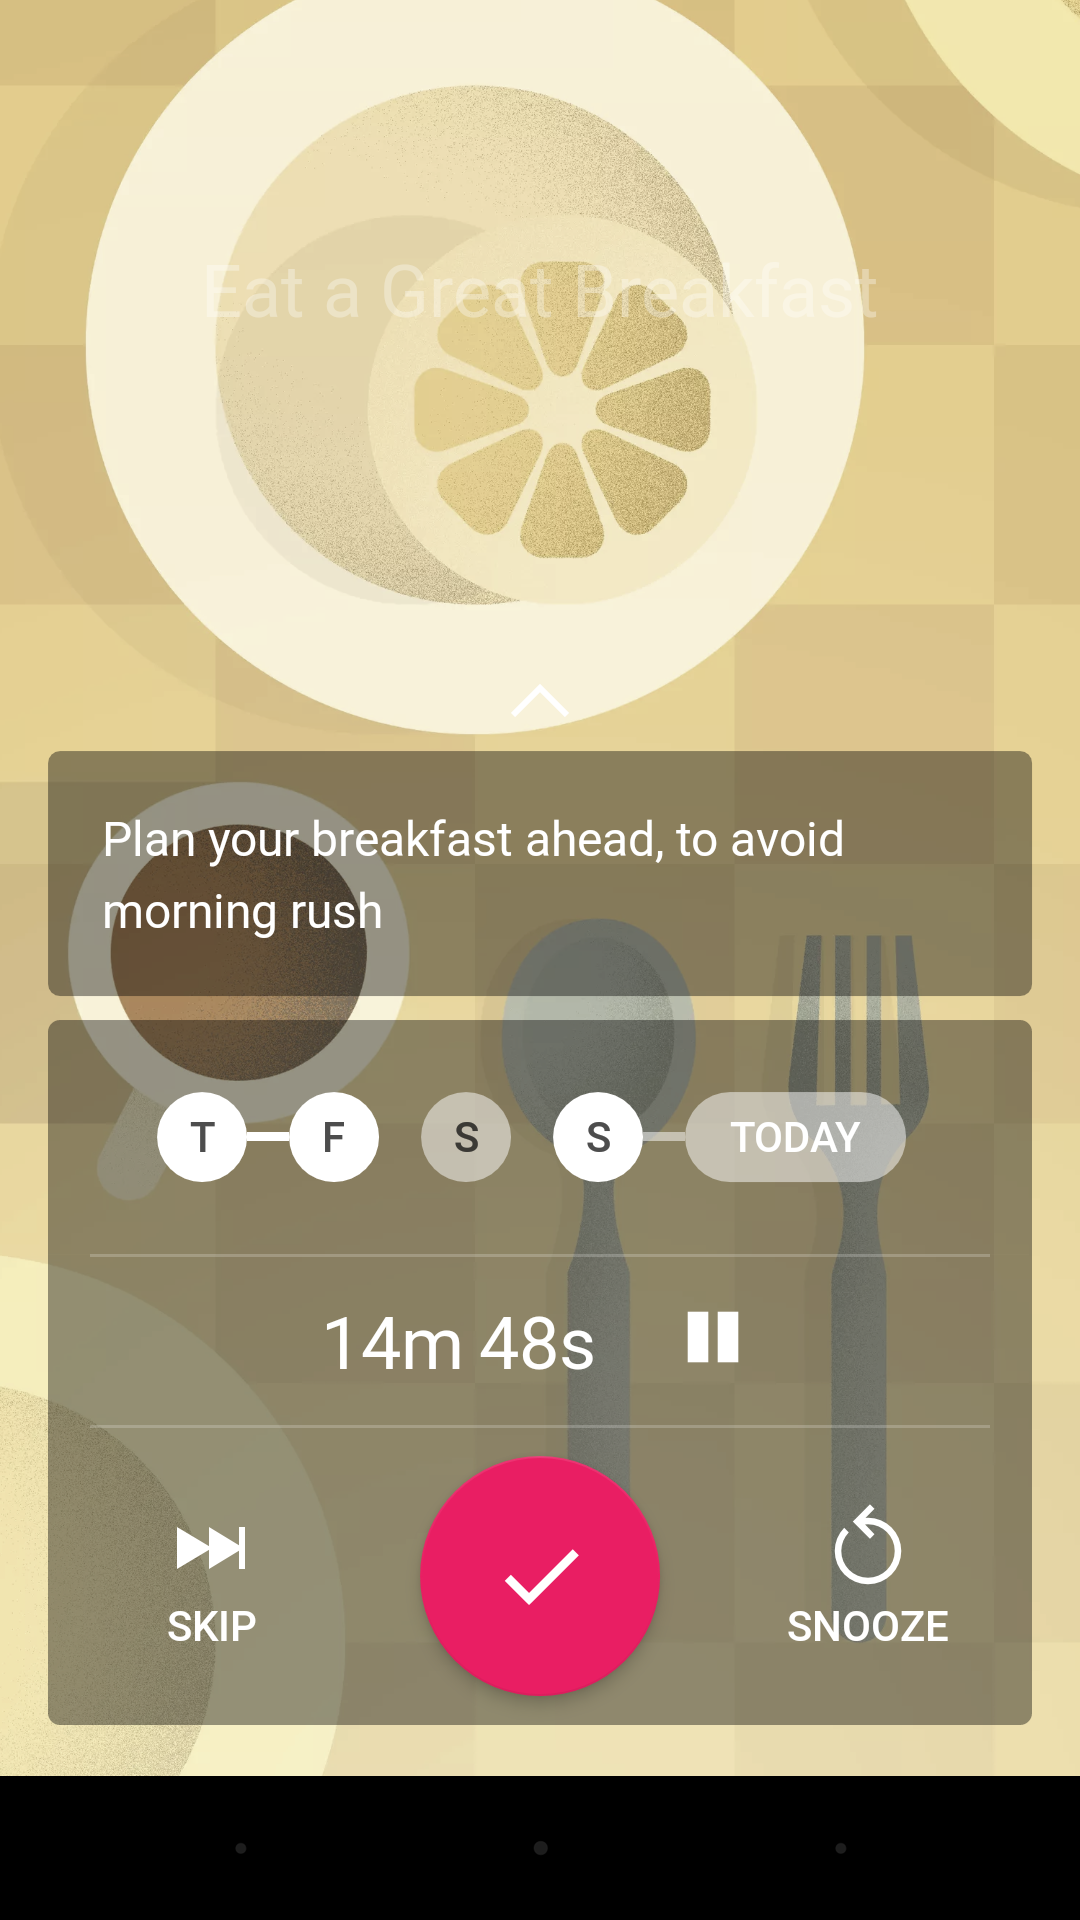 Eat a Great Breakfast
Plan your breakfast ahead, to avoid
morning rush
T F S S TODAY
14m 48s
SKIP
SNOOZE